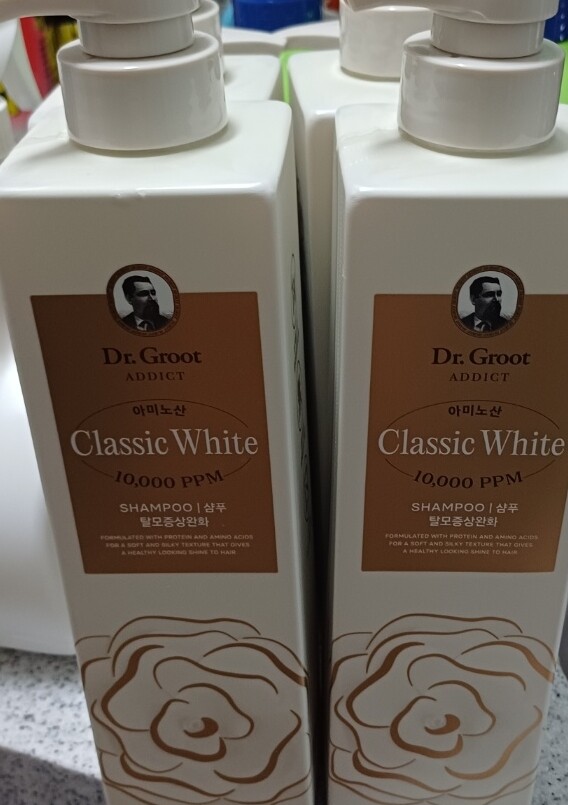 Dr. Groot
ADDICT
아미노산
Classic White
10,000 PPM
SHAMPOO | 샴푸
탈모증상완화
FORMULATED WITH PROTEIN AND AMINO ACIDS
FOR A SOFT AND SILKY TEXTURE THAT GIVES
A HEALTHY LOOKING SHINE TO HAIR
Dr. Groot
ADDICT
아미노산
Classic White
10,000 PPM
SHAMPOO | 샴푸
탈모증상완화
FORMULATED WITH PROTEIN AND AMINO ACIDS
FOR A SOFT AND SILKY TEXTURE THAT GIVES
A HEALTHY LOOKING SHINE TO HAIR